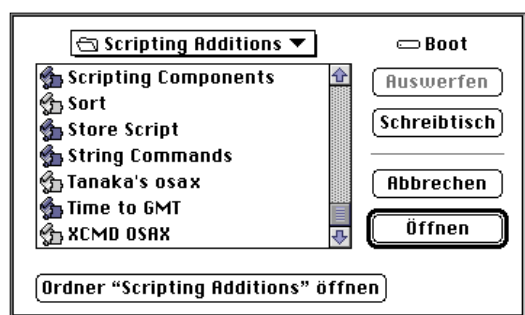 Scripting Additions
Boot
Scripting Components
Sort
Store Script
String Commands
Tanaka's osax
Time to GMT
XCMD OSAX
Auswerfen
Schreibtisch
Abbrechen
Öffnen
Ordner “Scripting Additions” öffnen